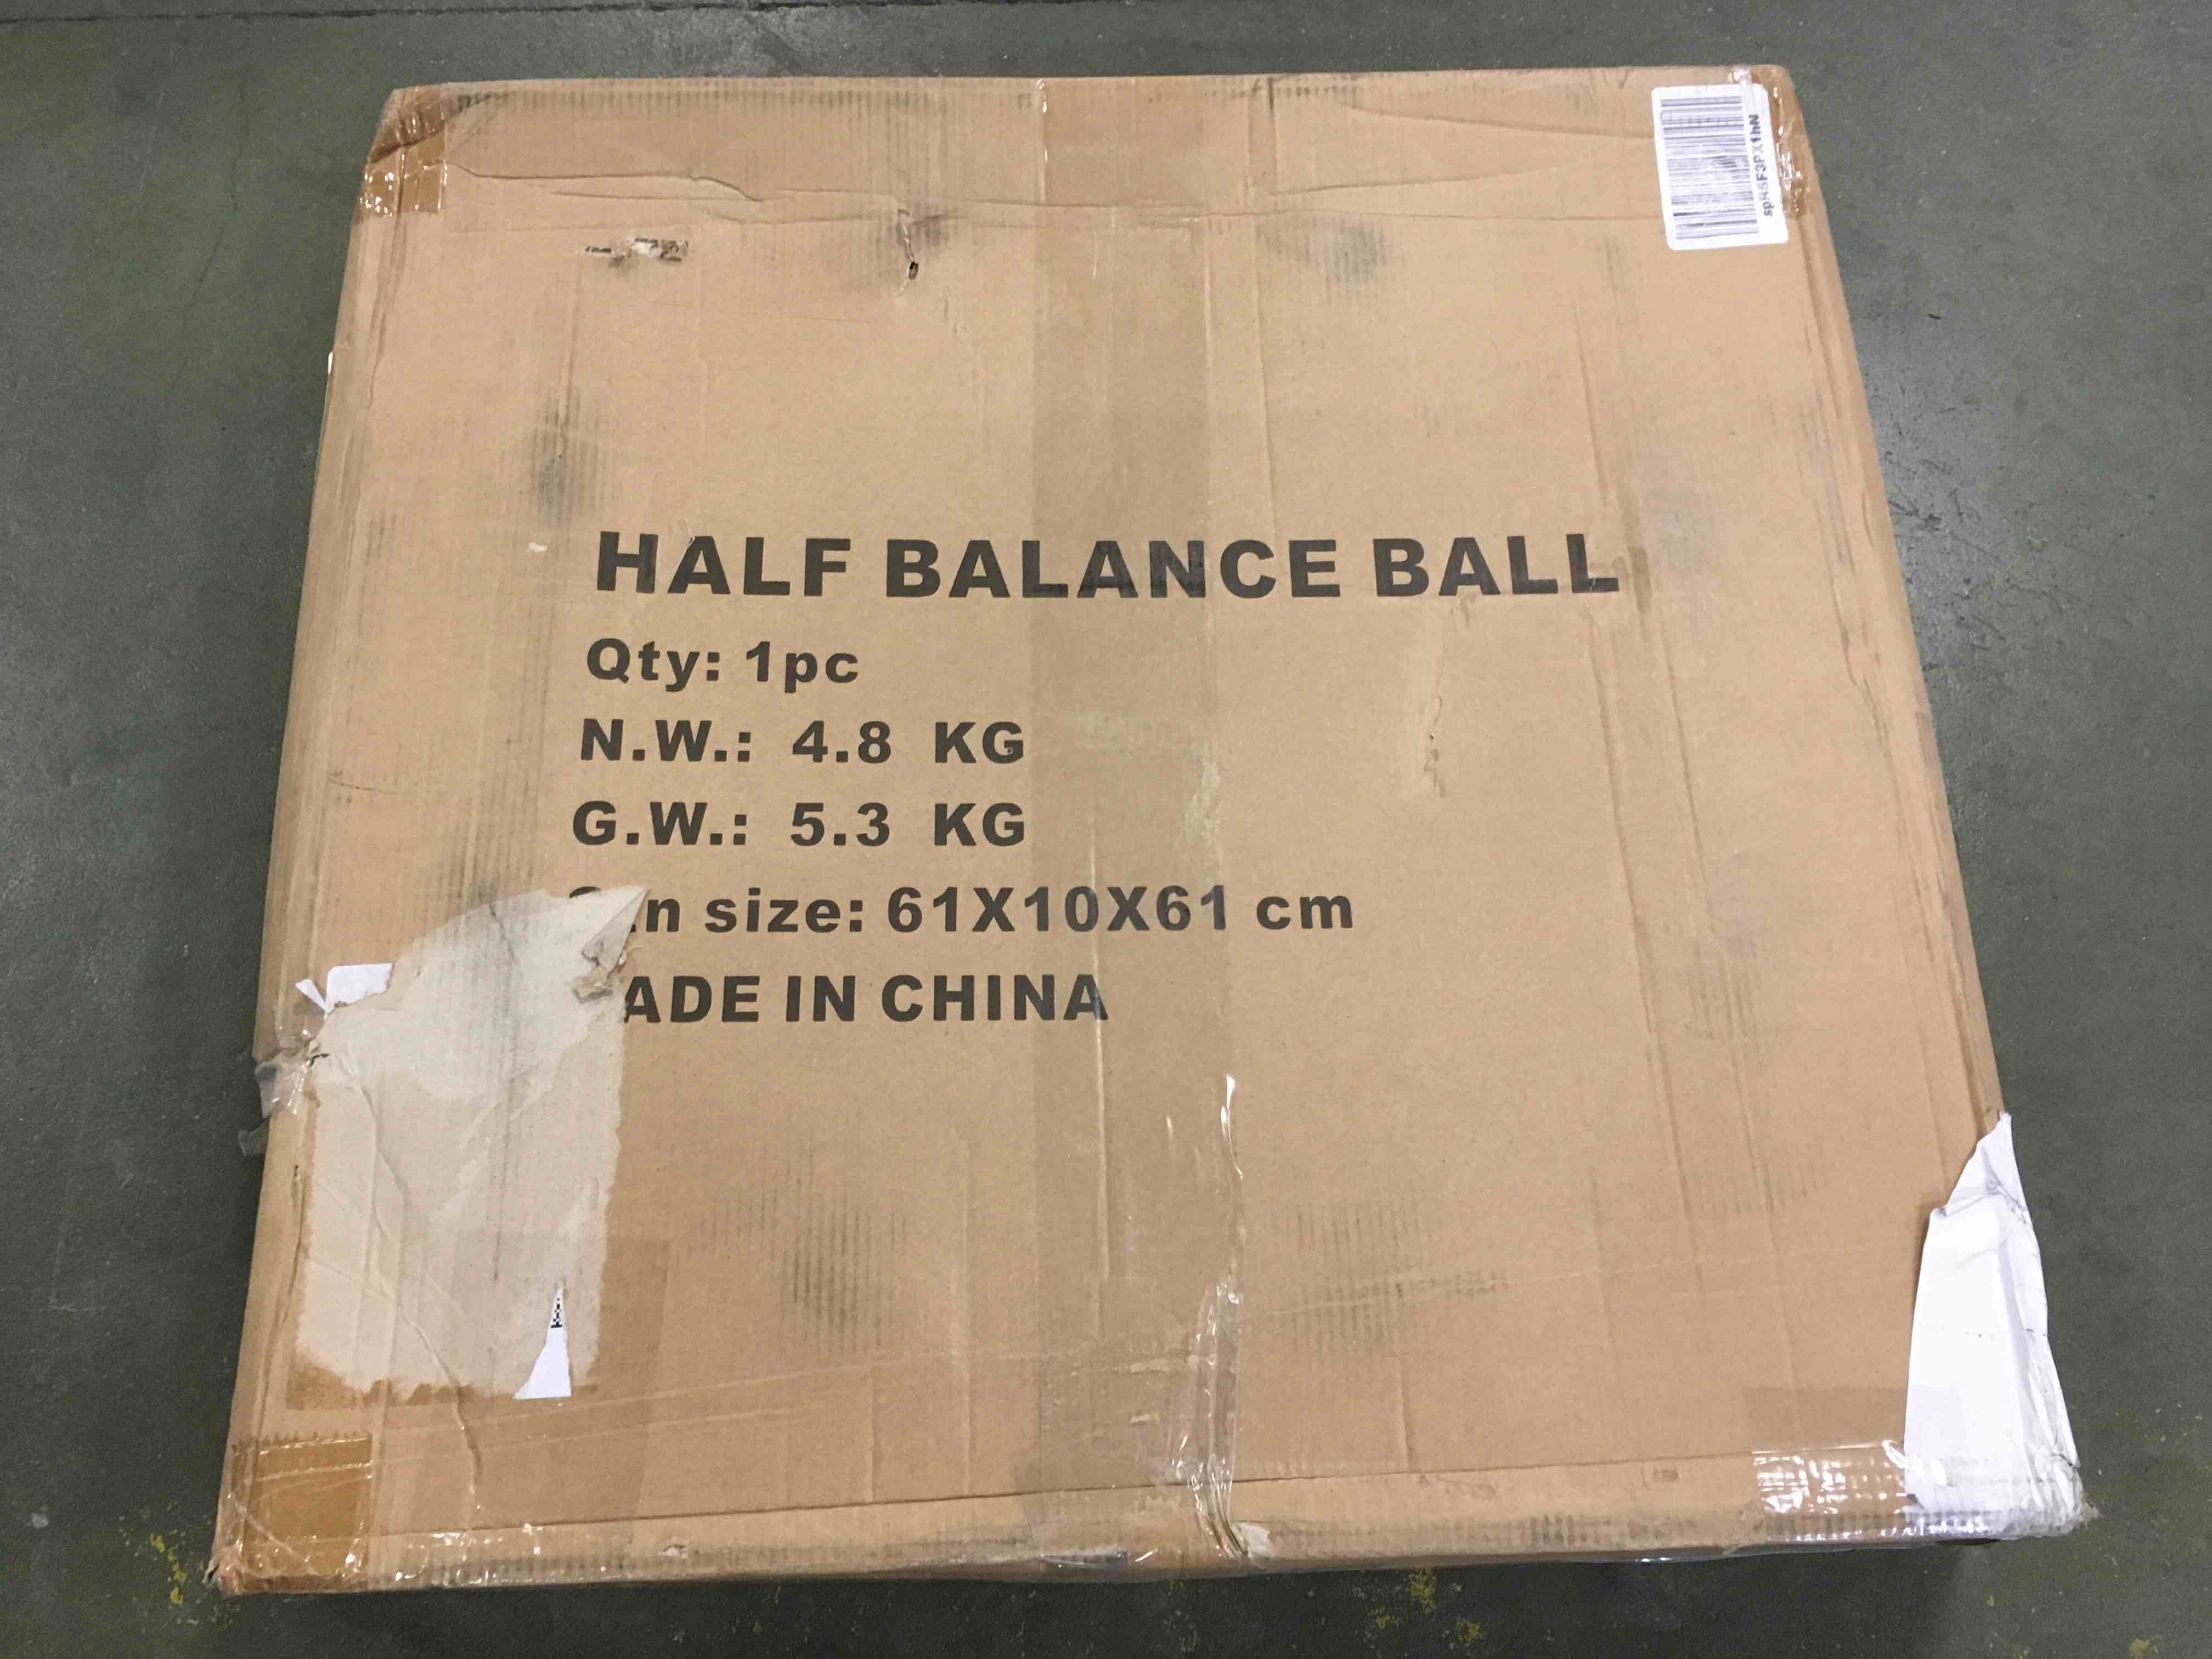 HALF BALANCE BALL
Qty: 1pc
N.W.: 4.8 KG
G.W.: 5.3 KG
size: 61X10X61 cm
ADE IN CHINA